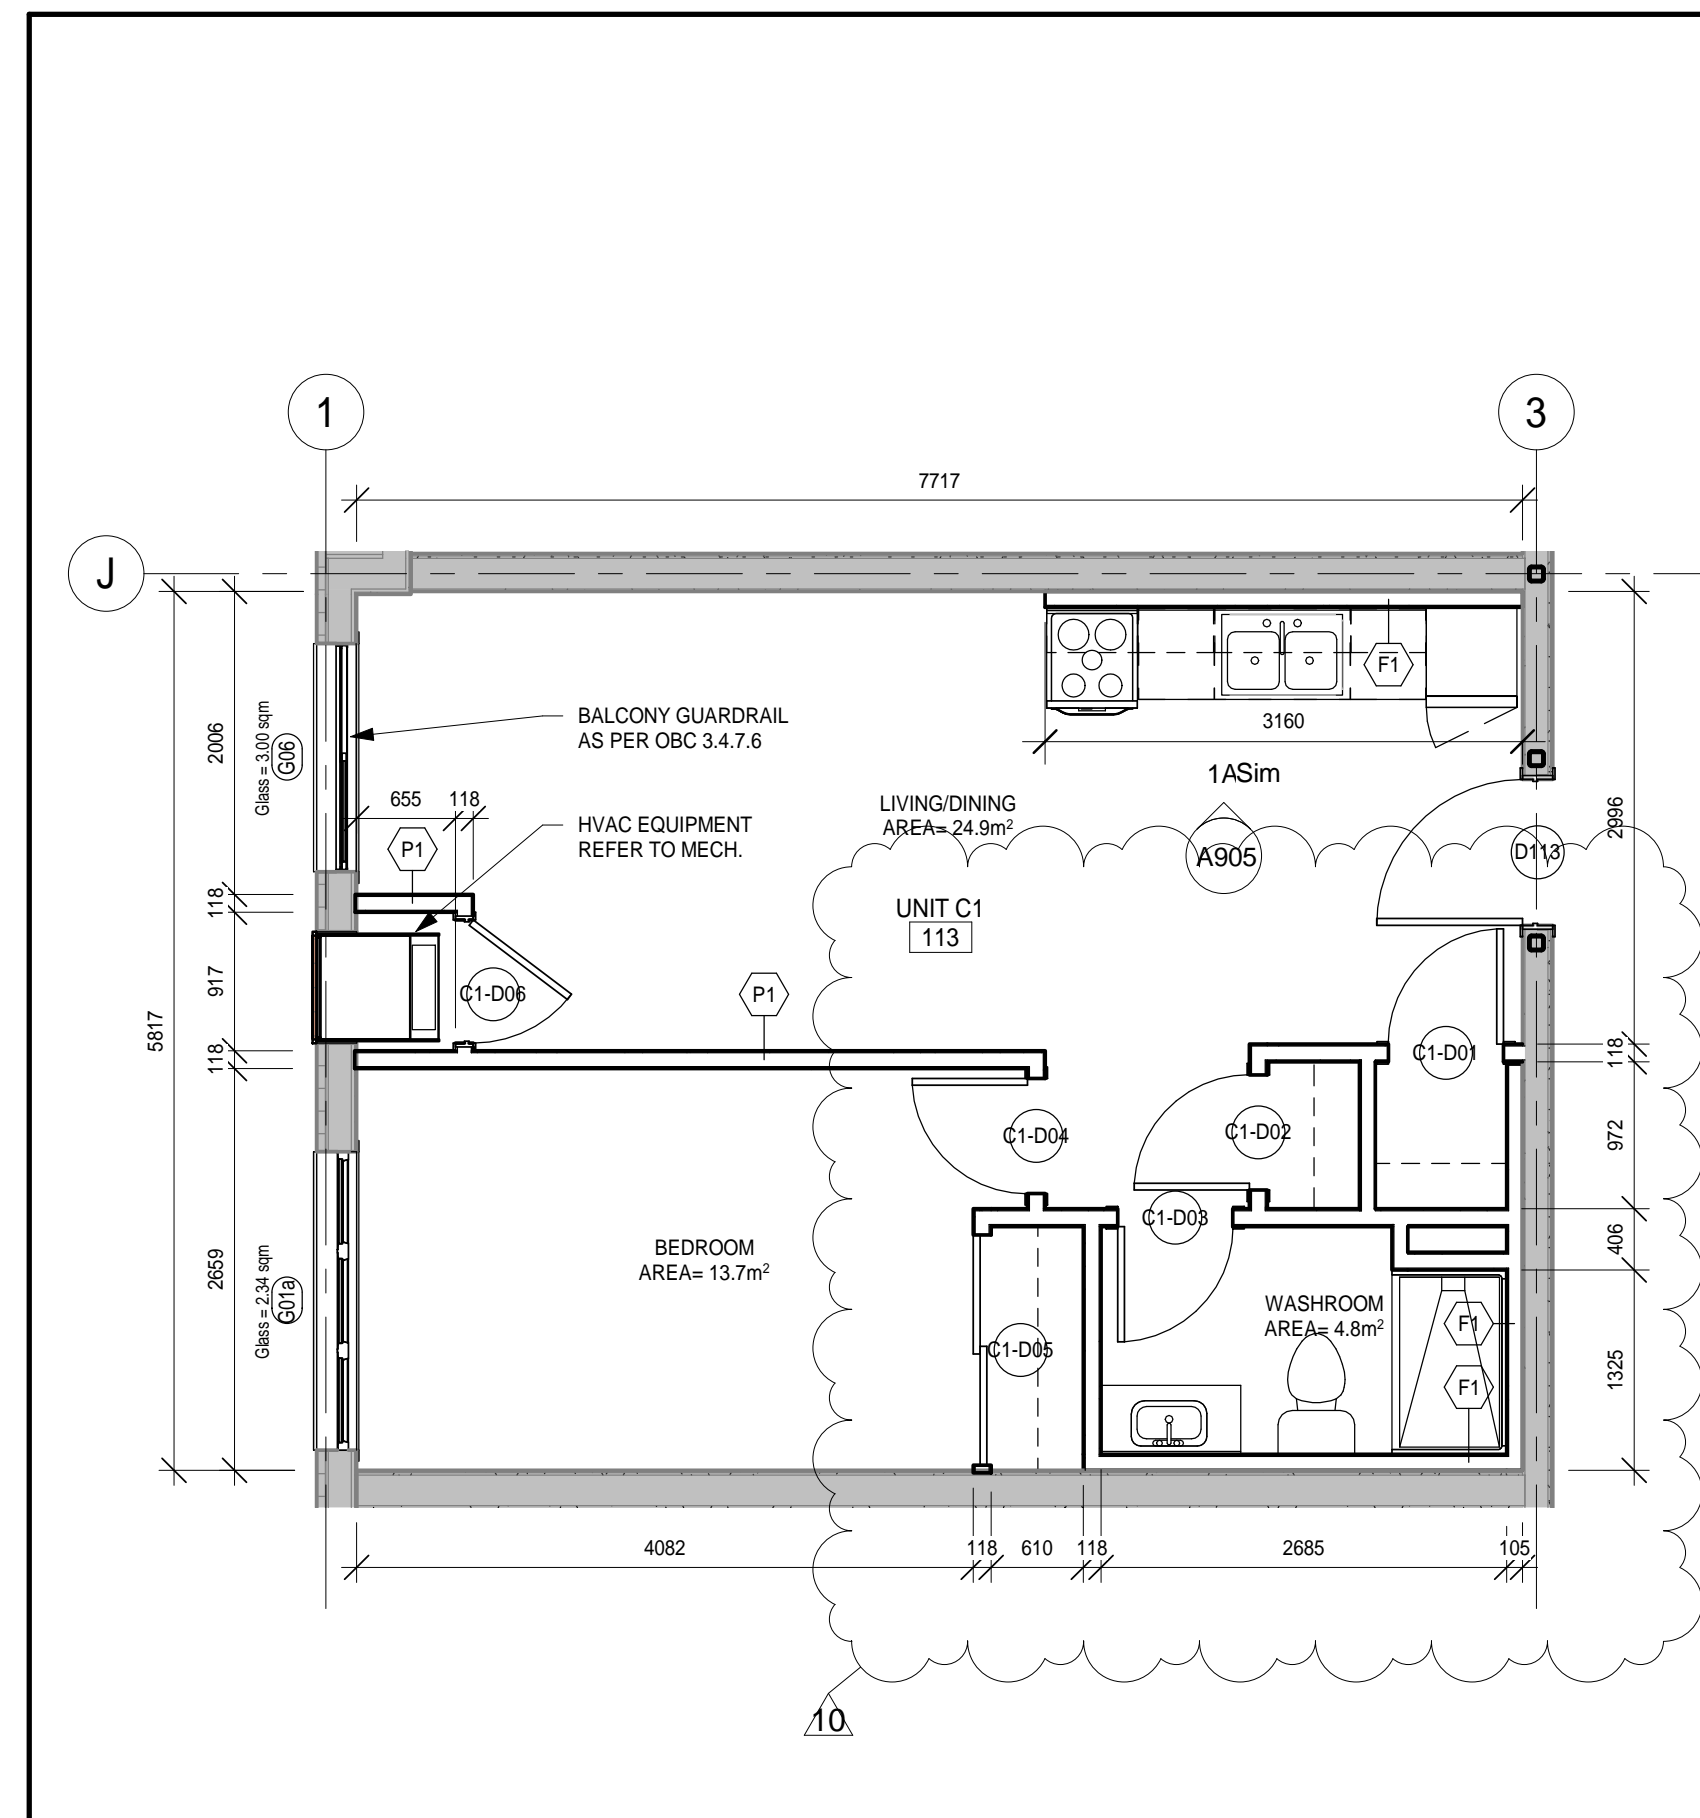 1
3
7717
J
BALCONY GUARDRAIL
AS PER OBC 3.4.7.6
Glass = 3.00 sqm
G06
2006
F1
3160
1ASim
A905
655
118
HVAC EQUIPMENT
REFER TO MECH.
P1
LIVING/DINING
AREA= 24.9m²
2996
D113
UNIT C1
113
118
917
118
5817
C1-D06
P1
C1-D01
118
C1-D04
C1-D02
972
C1-D03
406
BEDROOM
AREA= 13.7m²
2659
Glass = 2.34 sqm
G01a
WASHROOM
AREA= 4.8m²
F1
F1
C1-D05
1325
4082
118
610
118
2685
105
10